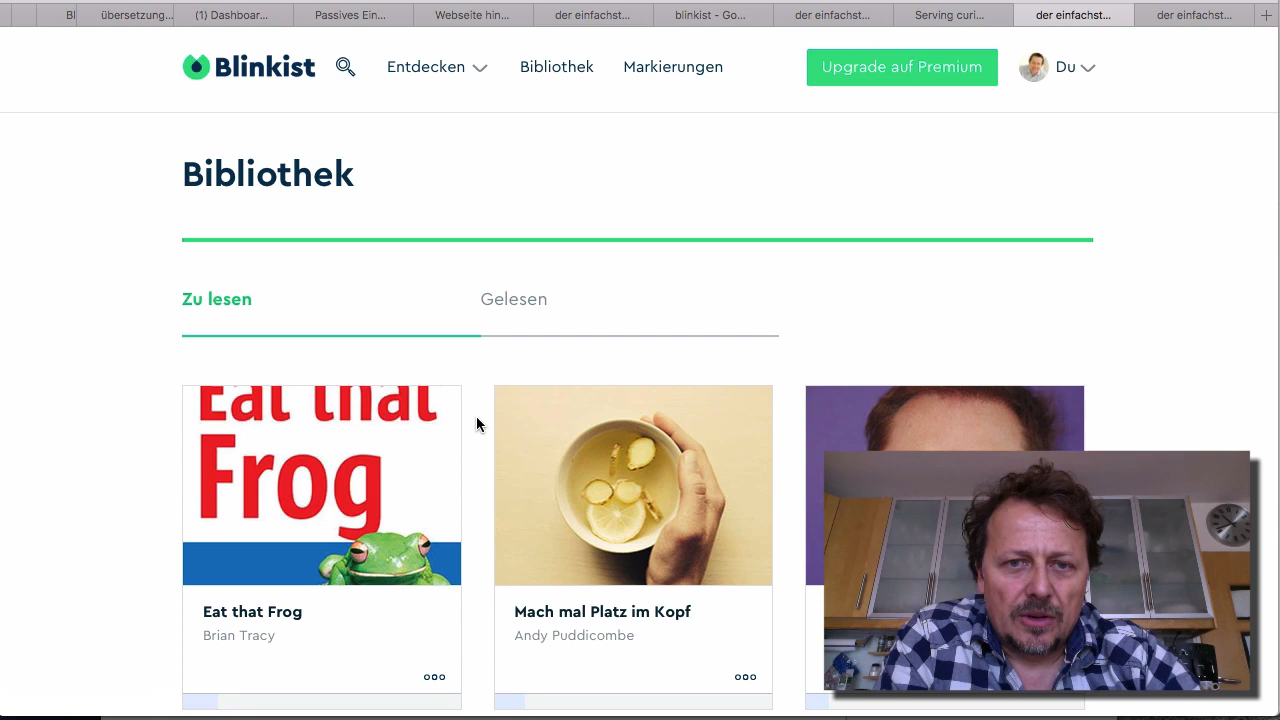 Bl
übersetzung...
(1) Dashboar...
Passives Ein...
Webseite hin...
der einfachst...
blinkist - Go...
der einfachst...
Serving curi...
der einfachst...
der einfachst...
Blinkist
Entdecken
Bibliothek
Markierungen
Upgrade auf Premium
Du
Bibliothek
Zu lesen
Gelesen
Eat that
Frog
Eat that Frog
Brian Tracy
Mach mal Platz im Kopf
Andy Puddicombe